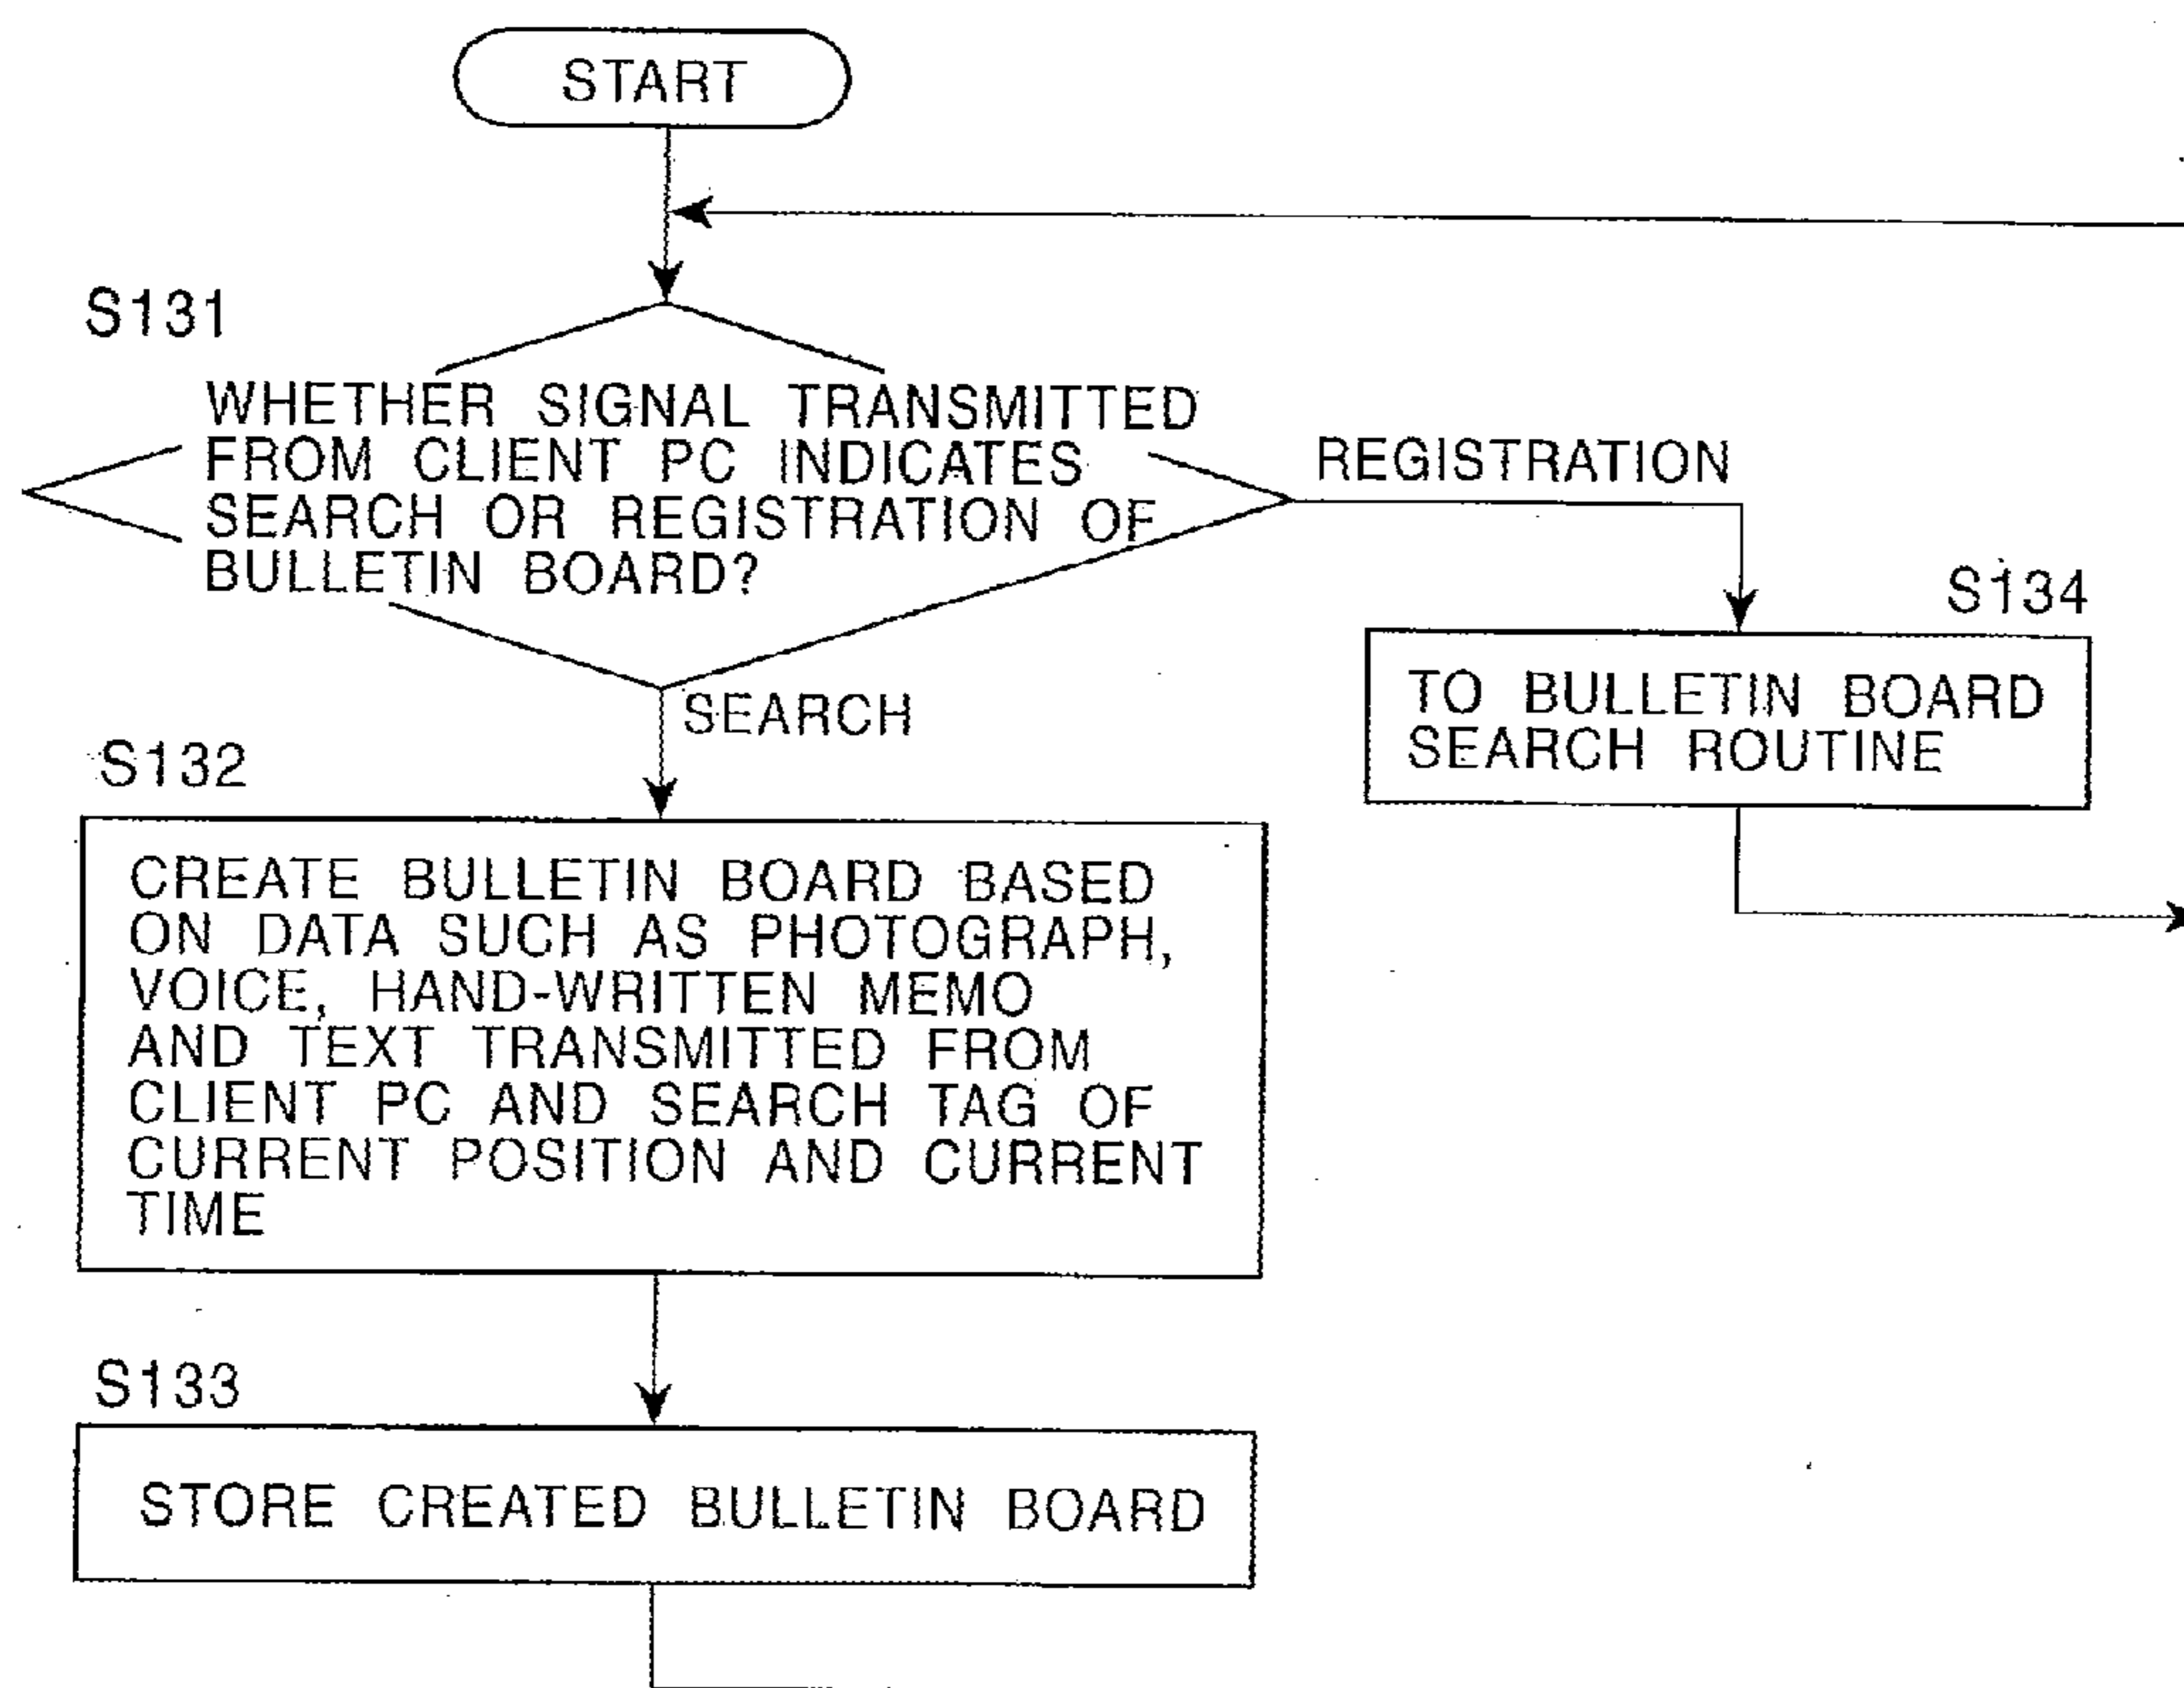 START
S131
WHETHER SIGNAL TRANSMITTED
FROM CLIENT PC INDICATES
SEARCH OR REGISTRATION OF
BULLETIN BOARD?
REGISTRATION
S134
TO BULLETIN BOARD
SEARCH ROUTINE
SEARCH
S132
CREATE BULLETIN BOARD BASED
ON DATA SUCH AS PHOTOGRAPH,
VOICE, HAND-WRITTEN MEMO
AND TEXT TRANSMITTED FROM
CLIENT PC AND SEARCH TAG OF
CURRENT POSITION AND CURRENT
TIME
S133
STORE CREATED BULLETIN BOARD